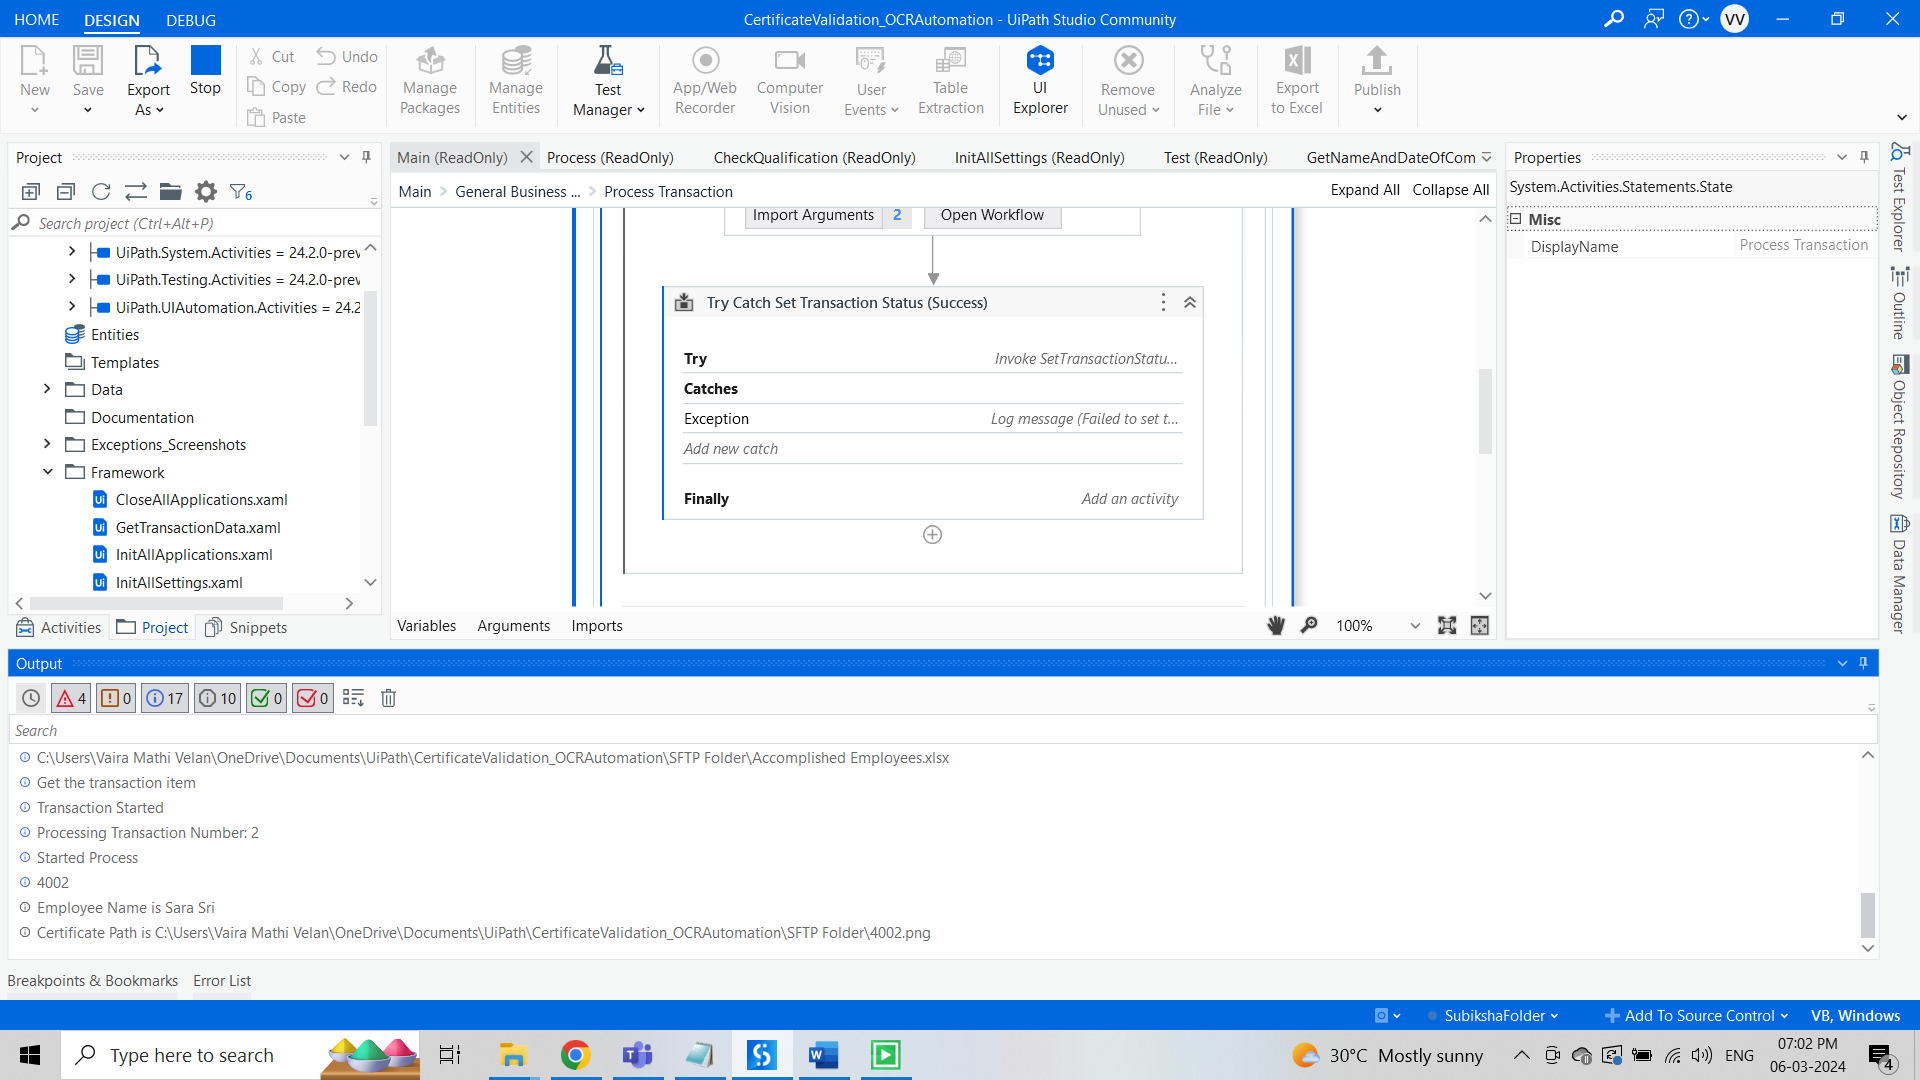 HOME DESIGN DEBUG
CertificateValidation_OCRAutomation - UiPath Studio Community
VV
New
Save
Export As
Stop
Cut
Copy
Paste
Undo
Redo
Manage Packages
Manage Entities
Test Manager
App/Web Recorder
Computer Vision
User Events
Table Extraction
UI Explorer
Remove Unused
Analyze File
Export to Excel
Publish
Project
6
Search project (Ctrl+Alt+P)
UiPath.System.Activities = 24.2.0-prev
UiPath.Testing.Activities = 24.2.0-prev
UiPath.UIAutomation.Activities = 24.2
Entities
Templates
Data
Documentation
Exceptions_Screenshots
Framework
CloseAllApplications.xaml
GetTransactionData.xaml
InitAllApplications.xaml
InitAllSettings.xaml
Activities Project Snippets
Main (ReadOnly) Process (ReadOnly) CheckQualification (ReadOnly) InitAllSettings (ReadOnly) Test (ReadOnly) GetNameAndDateOfCom
Main > General Business ... > Process Transaction
Expand All Collapse All
Import Arguments 2 Open Workflow
Try Catch Set Transaction Status (Success)
Try Invoke SetTransactionStatu...
Catches
Exception Log message (Failed to set t...
Add new catch
Finally Add an activity
Variables Arguments Imports
100%
Properties
System.Activities.Statements.State
Misc
DisplayName Process Transaction
Test Explorer
Outline
Object Repository
Data Manager
Output
4 0 17 10 0 0
Search
C:\Users\Vaira Mathi Velan\OneDrive\Documents\UiPath\CertificateValidation_OCRAutomation\SFTP Folder\Accomplished Employees.xlsx
Get the transaction item
Transaction Started
Processing Transaction Number: 2
Started Process
4002
Employee Name is Sara Sri
Certificate Path is C:\Users\Vaira Mathi Velan\OneDrive\Documents\UiPath\CertificateValidation_OCRAutomation\SFTP Folder\4002.png
Breakpoints & Bookmarks Error List
SubikshaFolder Add To Source Control VB, Windows
Type here to search
30°C Mostly sunny
ENG
07:02 PM
06-03-2024
4